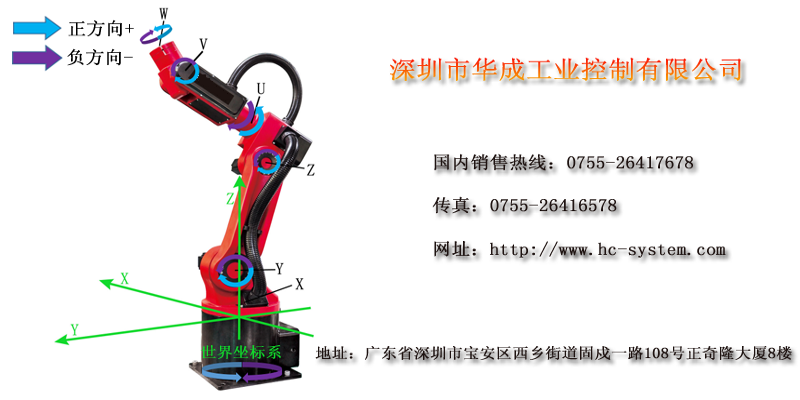 W
正方向+
V
负方向-
深圳市华成工业控制有限公司
U
国内销售热线：0755-26417678
Z
Z
传真：0755-26416578
网址：http://www.hc-system.com
Y
X
X
Y
世界坐标系
地址：广东省深圳市宝安区西乡街道固戍一路108号正奇隆大厦8楼